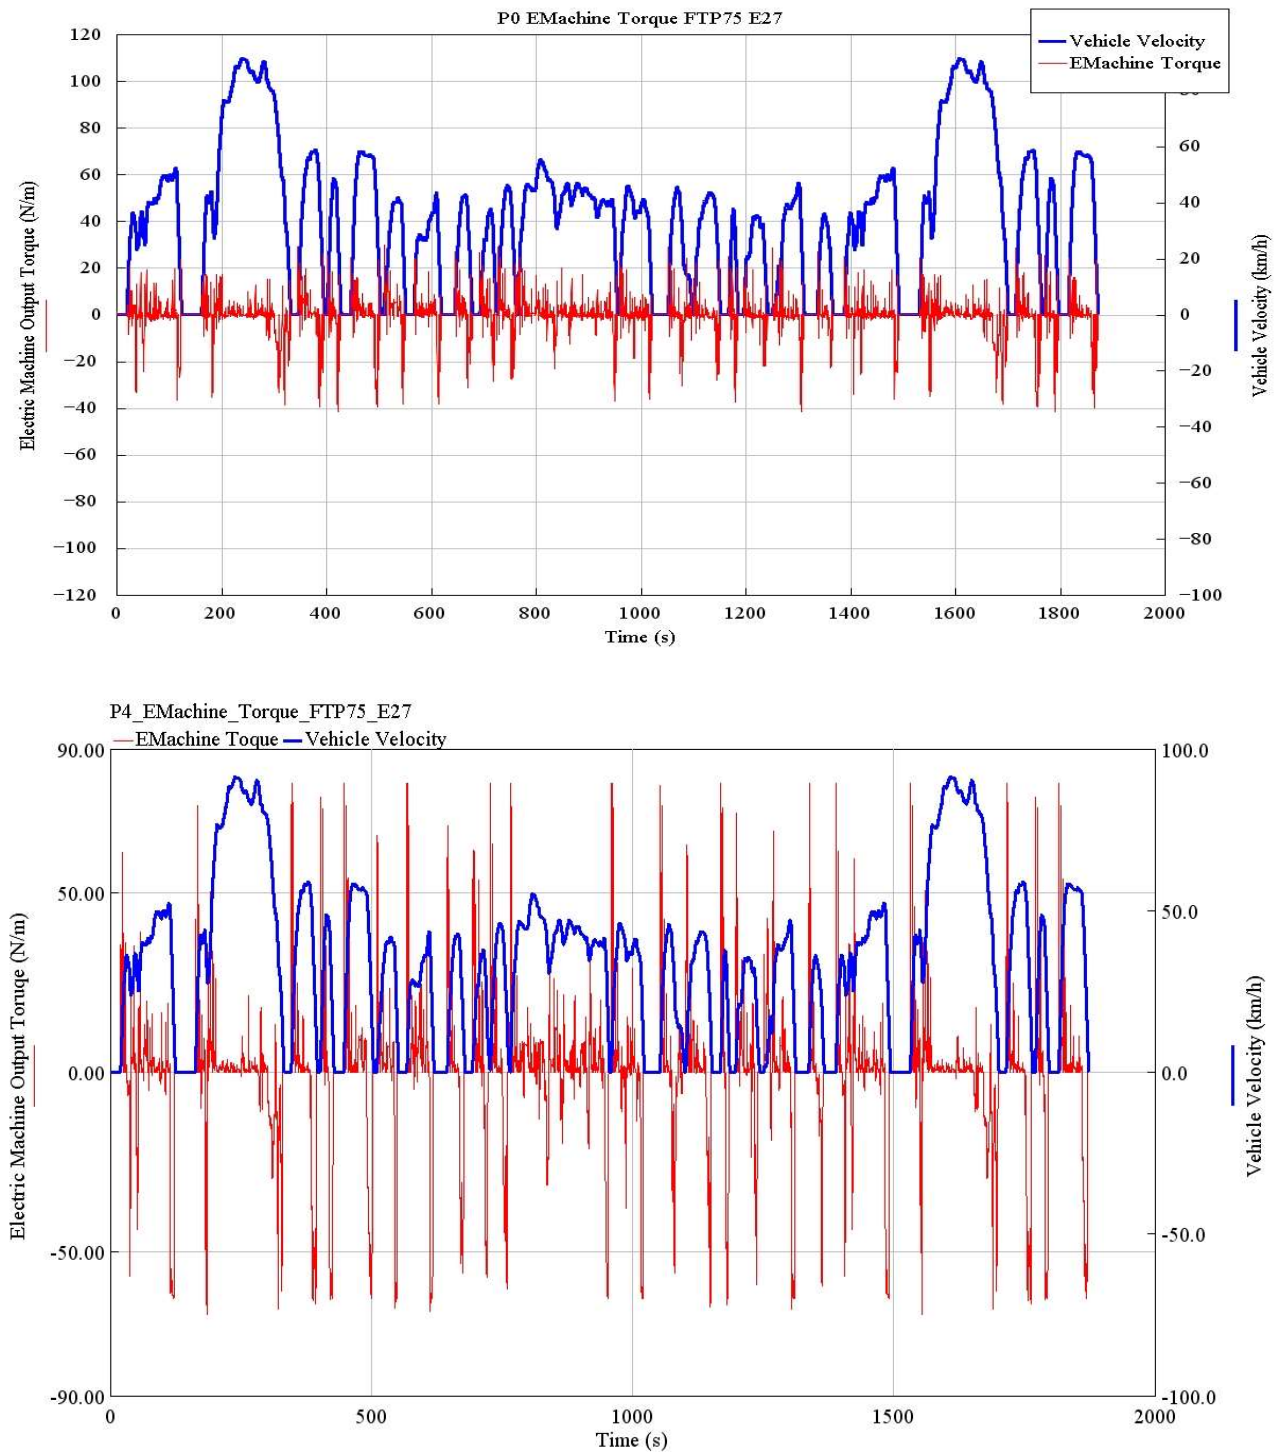 P0 EMachine Torque FTP75 E27
Vehicle Velocity
EMachine Torque
120
100
80
60
40
20
0
−20
−40
−60
−80
−100
−120
60
40
20
0
−20
−40
−60
−80
−100
0 200 400 600 800 1000 1200 1400 1600 1800 2000
Time (s)
Electric Machine Output Torque (N/m)
Vehicle Velocity (km/h)
P4_EMachine_Torque_FTP75_E27
EMachine Toque Vehicle Velocity
90.00
50.00
0.00
-50.00
-90.00
100.0
50.0
0.0
-50.0
-100.0
0 500 1000 1500 2000
Time (s)
Electric Machine Output Toruqe (N/m)
Vehicle Velocity (km/h)